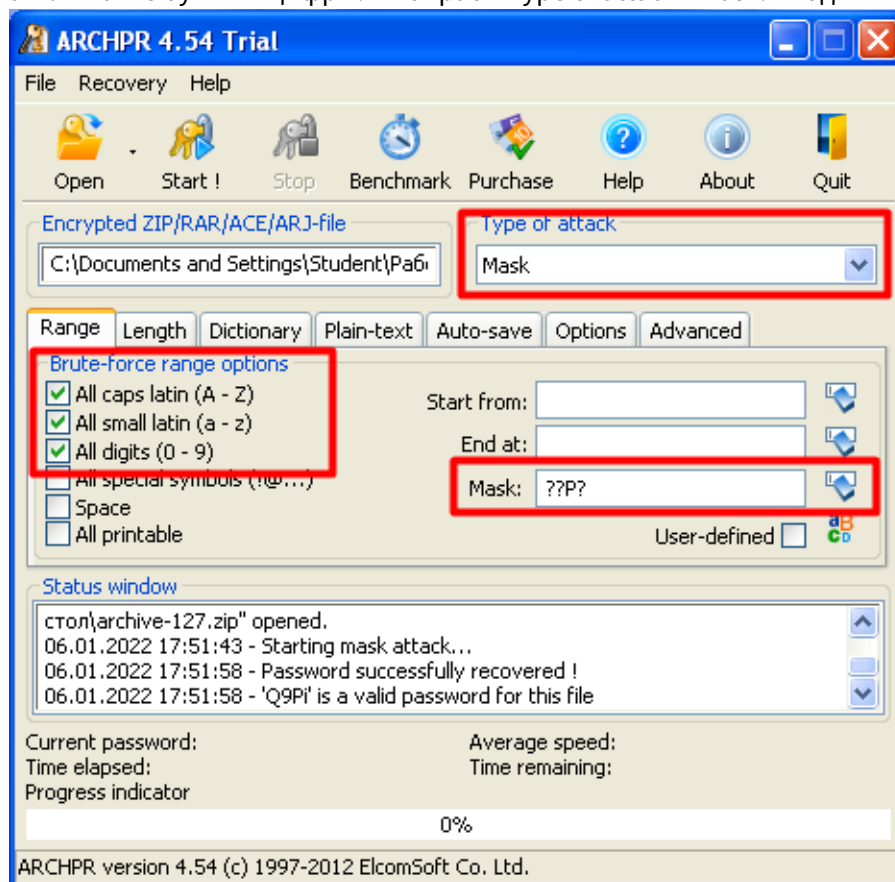 ARCHPR 4.54 Trial
File Recovery Help
Open Start ! Stop Benchmark Purchase Help About Quit
Encrypted ZIP/RAR/ACE/ARJ-file Type of attack
C:\Documents and Settings\Student\Рабо Mask
Range Length Dictionary Plain-text Auto-save Options Advanced
Brute-force range options
All caps latin (A - Z)
All small latin (a - z)
All digits (0 - 9)
All special symbols (!@...)
Space
All printable
Start from:
End at:
Mask: ??P?
User-defined
Status window
стол\archive-127.zip" opened.
06.01.2022 17:51:43 - Starting mask attack...
06.01.2022 17:51:58 - Password successfully recovered !
06.01.2022 17:51:58 - 'Q9Pi' is a valid password for this file
Current password: Average speed:
Time elapsed: Time remaining:
Progress indicator
0%
ARCHPR version 4.54 (c) 1997-2012 ElcomSoft Co. Ltd.